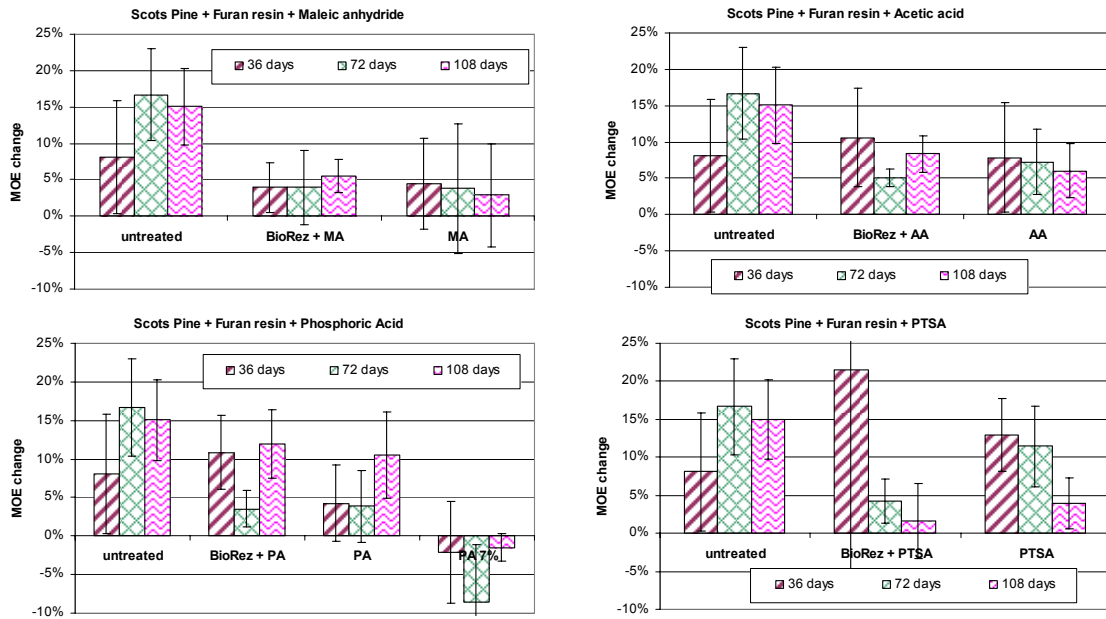 Scots Pine + Furan resin + Maleic anhydride
MOE change
25%
20%
15%
10%
5%
0%
-5%
-10%
36 days 72 days 108 days
untreated BioRez + MA MA
Scots Pine + Furan resin + Acetic acid
MOE change
25%
20%
15%
10%
5%
0%
-5%
-10%
untreated BioRez + AA AA
36 days 72 days 108 days
Scots Pine + Furan resin + Phosphoric Acid
MOE change
25%
20%
15%
10%
5%
0%
-5%
-10%
36 days 72 days 108 days
untreated BioRez + PA PA PA 7%
Scots Pine + Furan resin + PTSA
MOE change
25%
20%
15%
10%
5%
0%
-5%
-10%
untreated BioRez + PTSA PTSA
36 days 72 days 108 days